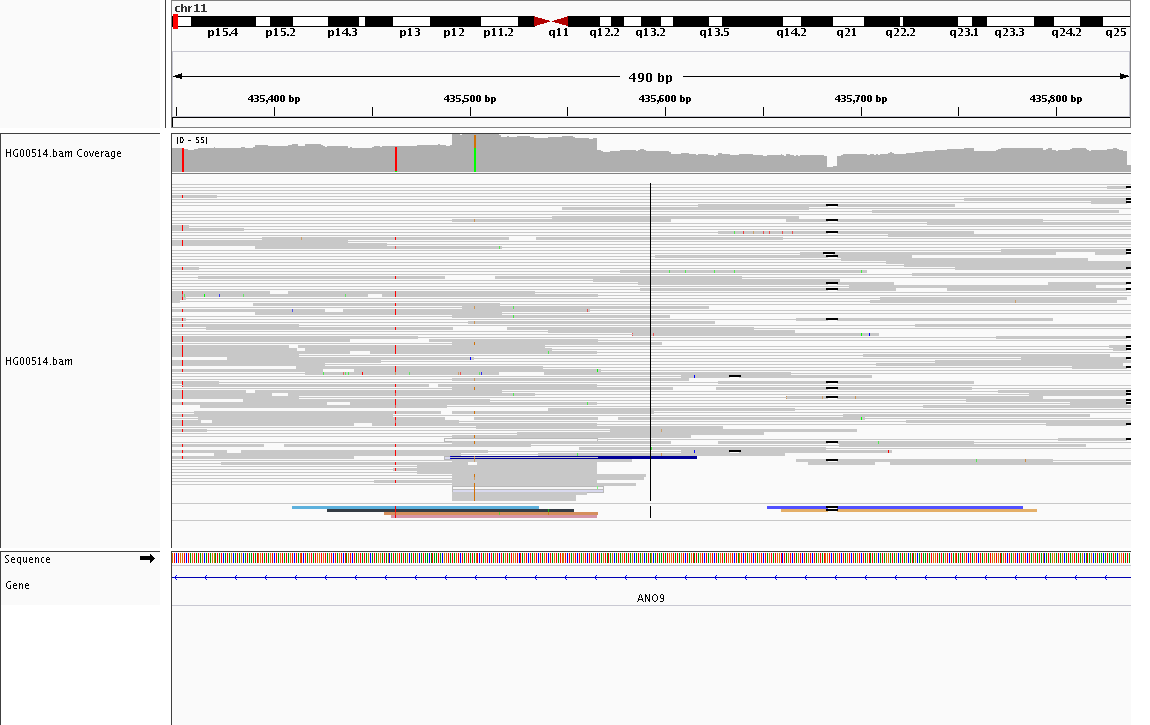 chr11
p15.4 p15.2 p14.3 p13 p12 p11.2 q11 q12.2 q13.2 q13.5 q14.2 q21 q22.2 q23.1 q23.3 q24.2 q25
490 bp
435,400 bp 435,500 bp 435,600 bp 435,700 bp 435,800 bp
[0 - 55]
HG00514.bam Coverage
HG00514.bam
Sequence
Gene
ANO9